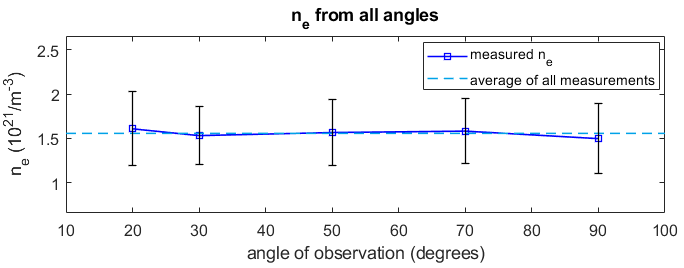 n_e from all angles
measured n_e
average of all measurements
n_e (10^21/m^-3)
2.5
2
1.5
1
10 20 30 40 50 60 70 80 90 100
angle of observation (degrees)